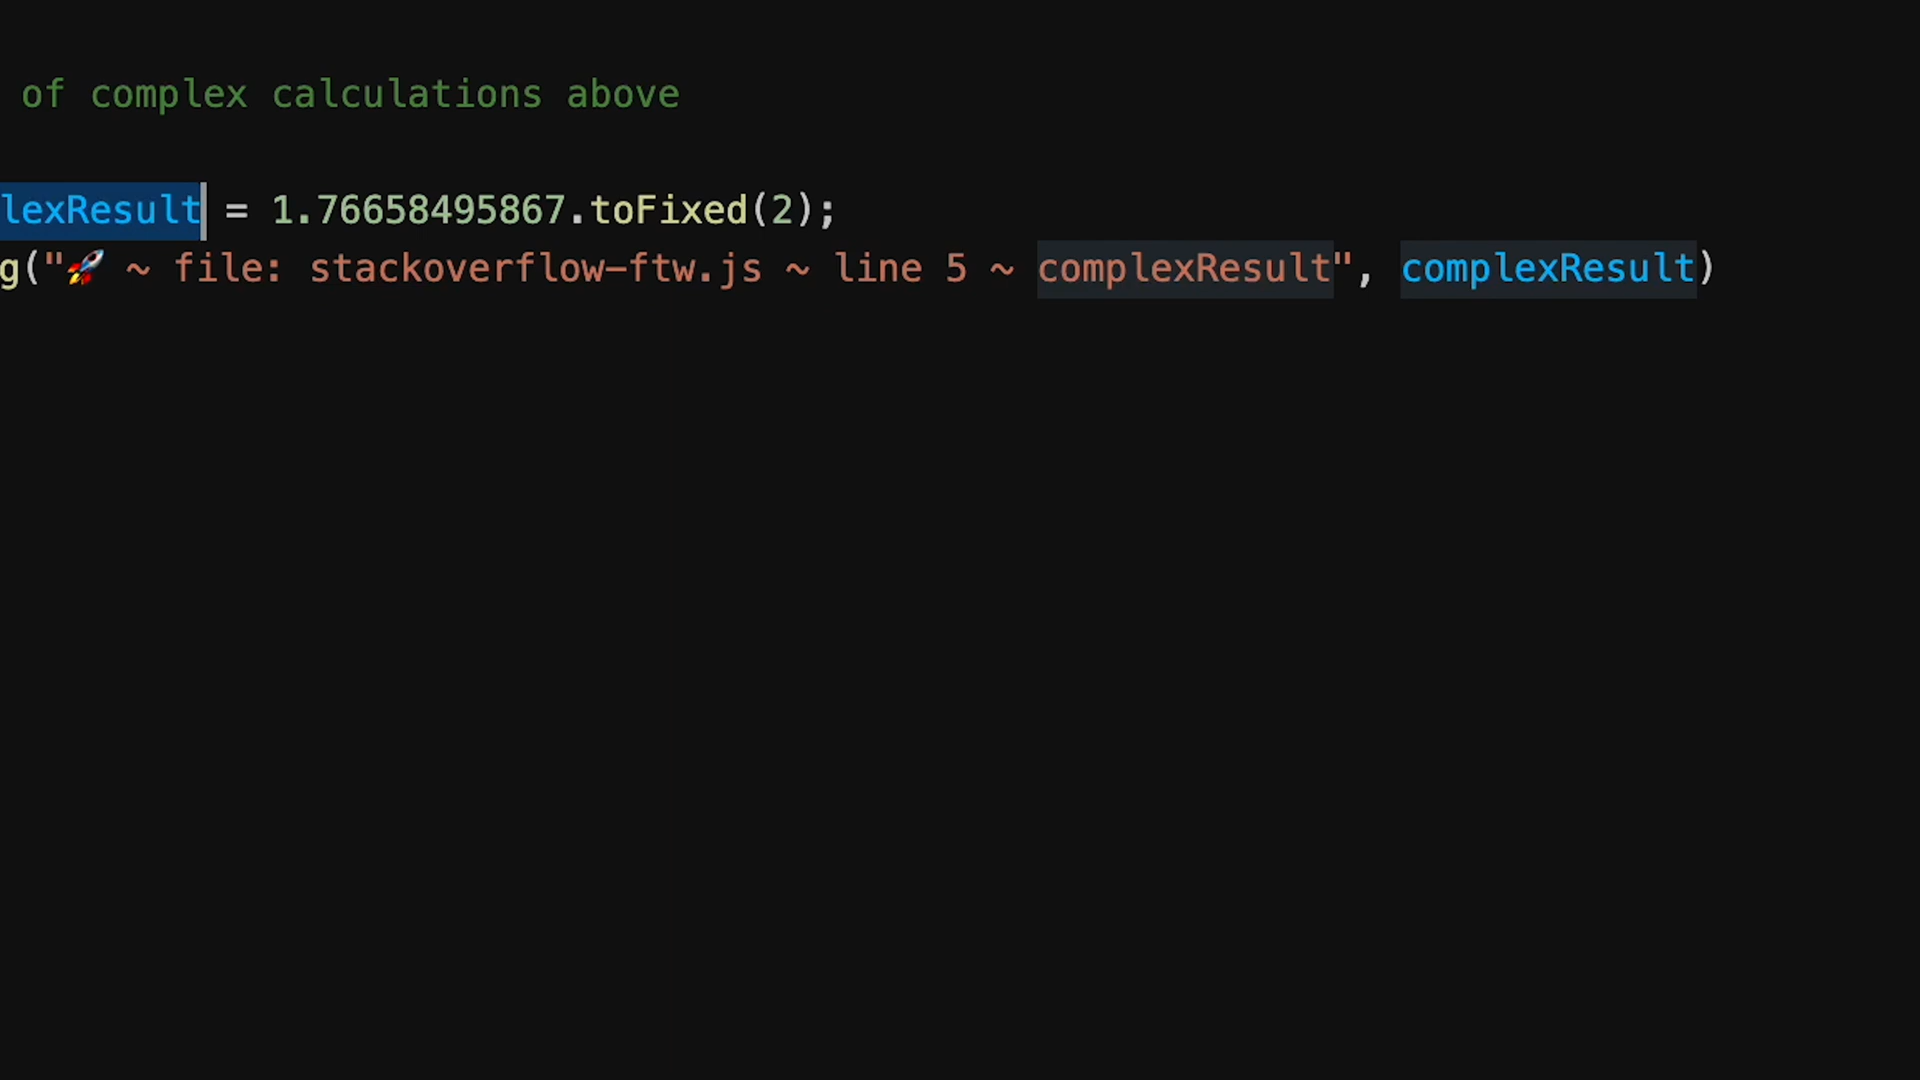 of complex calculations above
lexResult = 1.76658495867.toFixed(2);
g("🚀 ~ file: stackoverflow-ftw.js ~ line 5 ~ complexResult", complexResult)